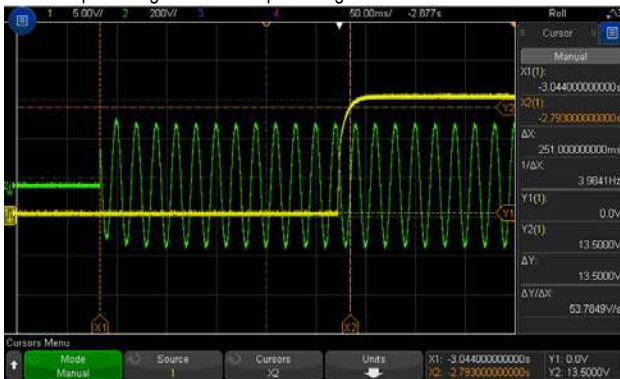 1 5.00V/ 2 200V/ 3 4 50.00ms/ -2.877s Roll
Cursor
Manual
X1(1):
-3.044000000000s
X2(1):
-2.793000000000s
ΔX:
251.00000000ms
1/ΔX:
3.9841Hz
Y1(1):
0.0V
Y2(1):
13.5000V
ΔY:
13.5000V
ΔY/ΔX:
53.7849V/s
Y2
Y1
X1 X2
Cursors Menu
Mode Source Cursors Units X1: -3.044000000000s Y1: 0.0V
Manual 1 X2 X2: -2.793000000000s Y2: 13.5000V